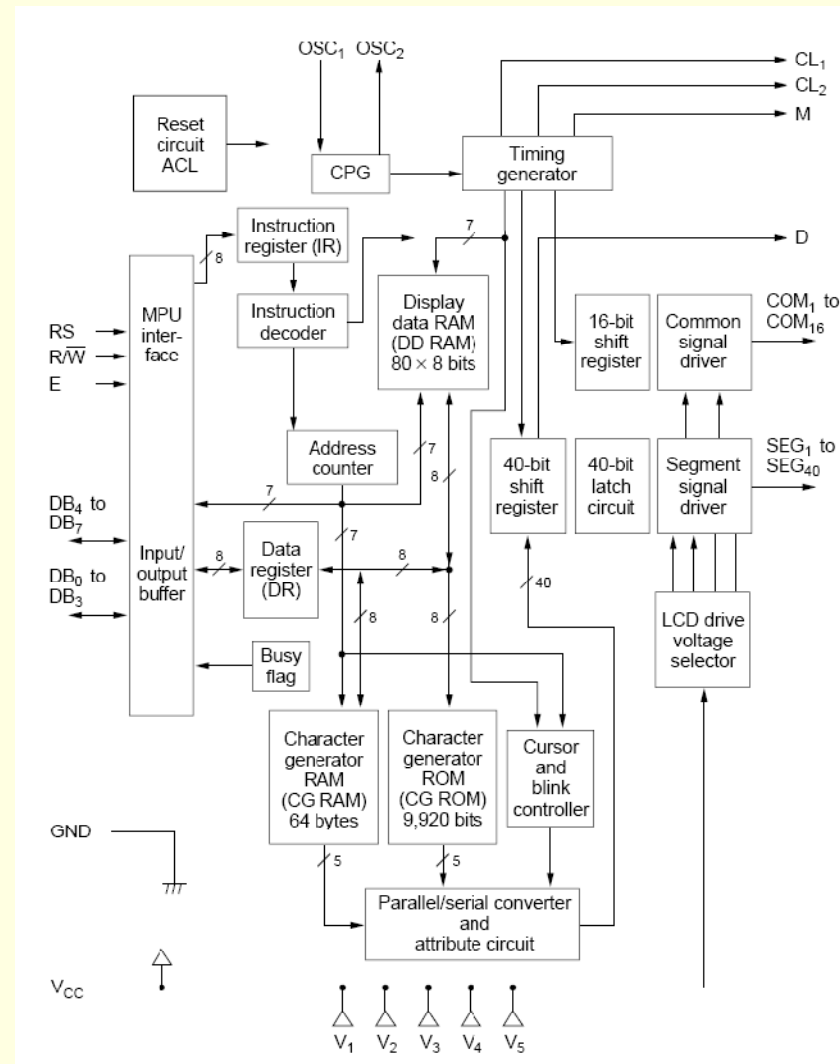 OSC₁ OSC₂
CL₁
CL₂
M
Reset
circuit
ACL
CPG
Timing
generator
Instruction
register (IR)
8
7
D
MPU
inter-
face
Instruction
decoder
Display
data RAM
(DD RAM)
80 × 8 bits
16-bit
shift
register
Common
signal
driver
COM₁ to
COM₁₆
RS
R/W̅
E
Address
counter
7
8
40-bit
shift
register
40-bit
latch
circuit
Segment
signal
driver
SEG₁ to
SEG₄₀
7
7
DB₄ to
DB₇
Input/
output
buffer
8
Data
register
(DR)
8
DB₀ to
DB₃
8
8
40
LCD drive
voltage
selector
Busy
flag
Character
generator
RAM
(CG RAM)
64 bytes
Character
generator
ROM
(CG ROM)
9,920 bits
Cursor
and
blink
controller
GND
5
5
Parallel/serial converter
and
attribute circuit
V_CC
V₁ V₂ V₃ V₄ V₅